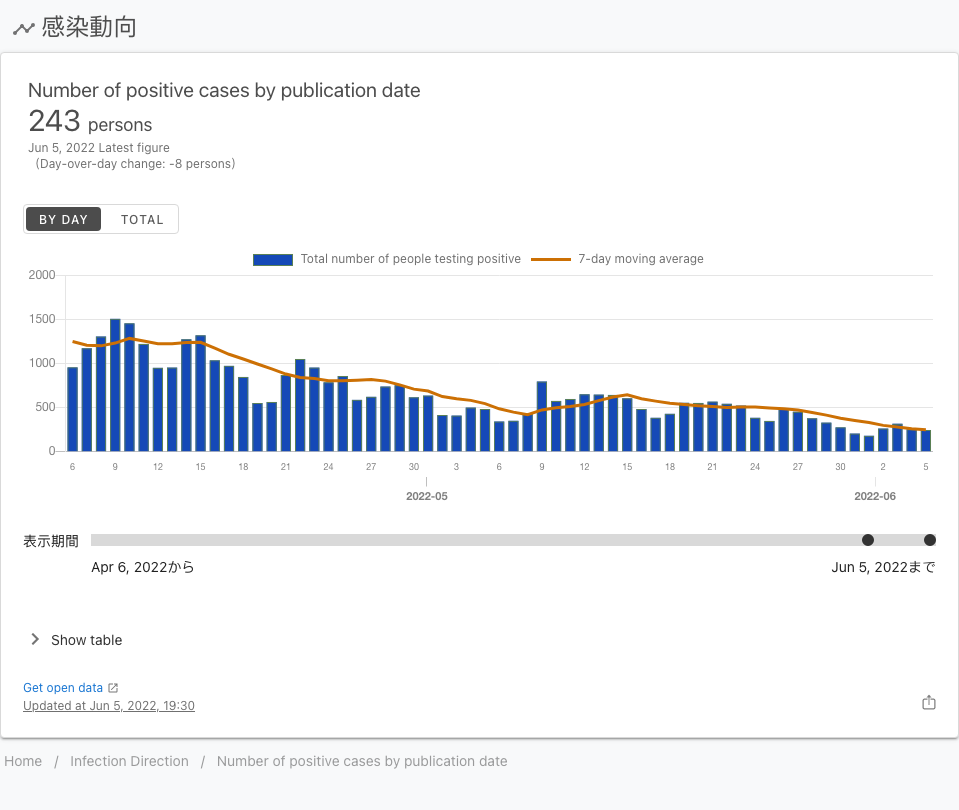 感染動向
Number of positive cases by publication date
243 persons
Jun 5, 2022 Latest figure
(Day-over-day change: -8 persons)
BY DAY TOTAL
Total number of people testing positive 7-day moving average
2000
1500
1000
500
0
6 9 12 15 18 21 24 27 30 3 6 9 12 15 18 21 24 27 30 2 5
2022-05 2022-06
表示期間
Apr 6, 2022から Jun 5, 2022まで
Show table
Get open data
Updated at Jun 5, 2022, 19:30
Home / Infection Direction / Number of positive cases by publication date